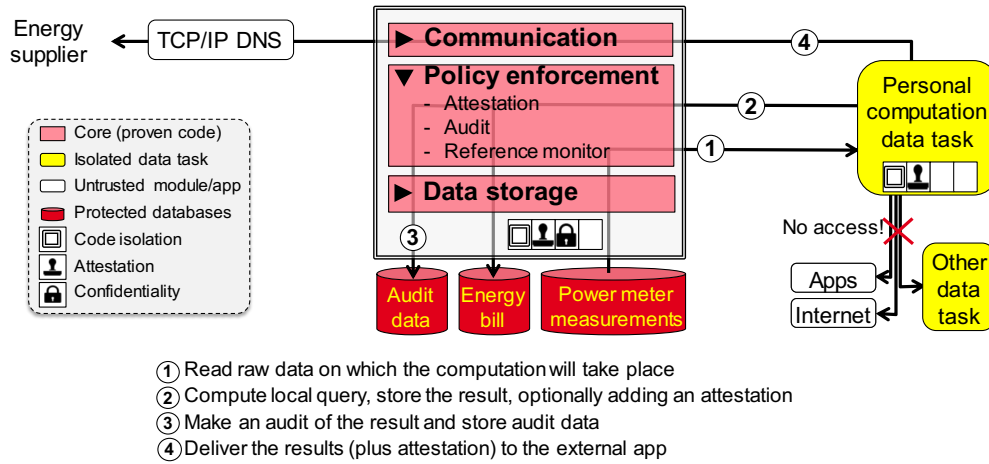 Energy
supplier
TCP/IP DNS
► Communication
4
▼ Policy enforcement
- Attestation
- Audit
- Reference monitor
2
1
Personal
computation
data task
► Data storage
Core (proven code)
Isolated data task
Untrusted module/app
Protected databases
Code isolation
Attestation
Confidentiality
3
No access!
Audit
data
Energy
bill
Power meter
measurements
Apps
Internet
Other
data
task
1 Read raw data on which the computation will take place
2 Compute local query, store the result, optionally adding an attestation
3 Make an audit of the result and store audit data
4 Deliver the results (plus attestation) to the external app